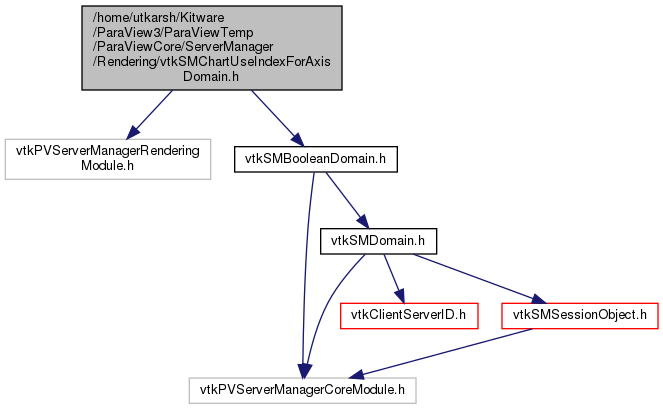 /home/utkarsh/Kitware
/ParaView3/ParaViewTemp
/ParaViewCore/ServerManager
/Rendering/vtkSMChartUseIndexForAxis
Domain.h
vtkPVServerManagerRendering
Module.h
vtkSMBooleanDomain.h
vtkSMDomain.h
vtkClientServerID.h
vtkSMSessionObject.h
vtkPVServerManagerCoreModule.h